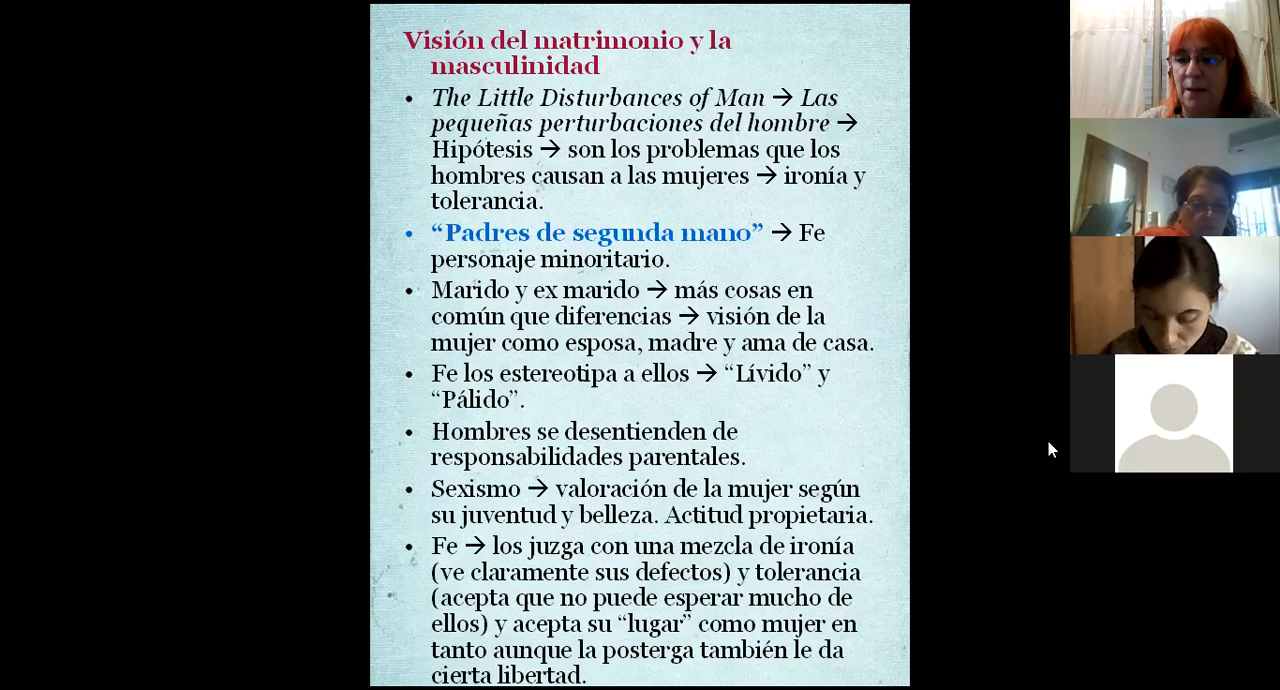 Visión del matrimonio y la
masculinidad
• The Little Disturbances of Man → Las
pequeñas perturbaciones del hombre →
Hipótesis → son los problemas que los
hombres causan a las mujeres → ironía y
tolerancia.
• “Padres de segunda mano” → Fe
personaje minoritario.
• Marido y ex marido → más cosas en
común que diferencias → visión de la
mujer como esposa, madre y ama de casa.
• Fe los estereotipa a ellos → “Lívido” y
“Pálido”.
• Hombres se desentienden de
responsabilidades parentales.
• Sexismo → valoración de la mujer según
su juventud y belleza. Actitud propietaria.
• Fe → los juzga con una mezcla de ironía
(ve claramente sus defectos) y tolerancia
(acepta que no puede esperar mucho de
ellos) y acepta su “lugar” como mujer en
tanto aunque la posterga también le da
cierta libertad.